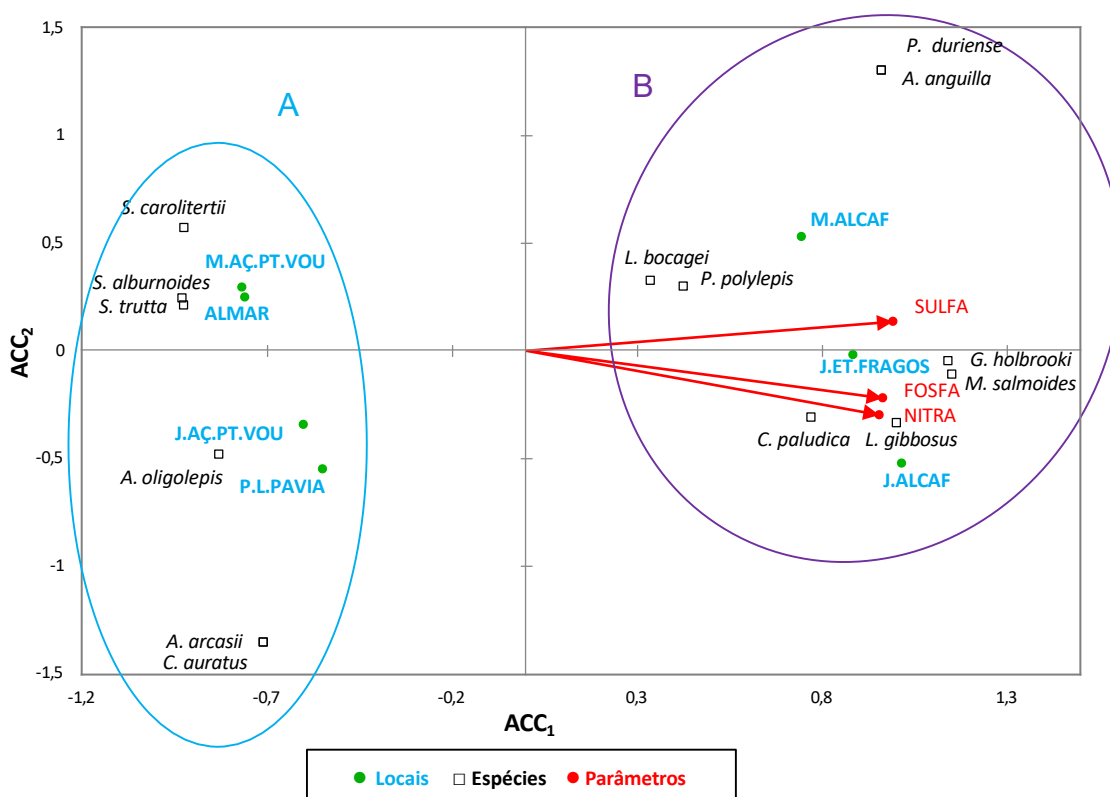 1,5
P. duriense
B
A. anguilla
A
1
S. carolitertii
M.ALCAF
0,5
M.AÇ.PT.VOU
L. bocagei
P. polylepis
S. alburnoides
S. trutta
ALMAR
SULFA
ACC2
0
J.ET.FRAGOS
G. holbrooki
M. salmoides
FOSFA
NITRA
J.AÇ.PT.VOU
C. paludica
L. gibbosus
-0,5
A. oligolepis
P.L.PAVIA
J.ALCAF
-1
A. arcasii
C. auratus
-1,5
-1,2 -0,7 -0,2 0,3 0,8 1,3
ACC1
Locais Espécies Parâmetros